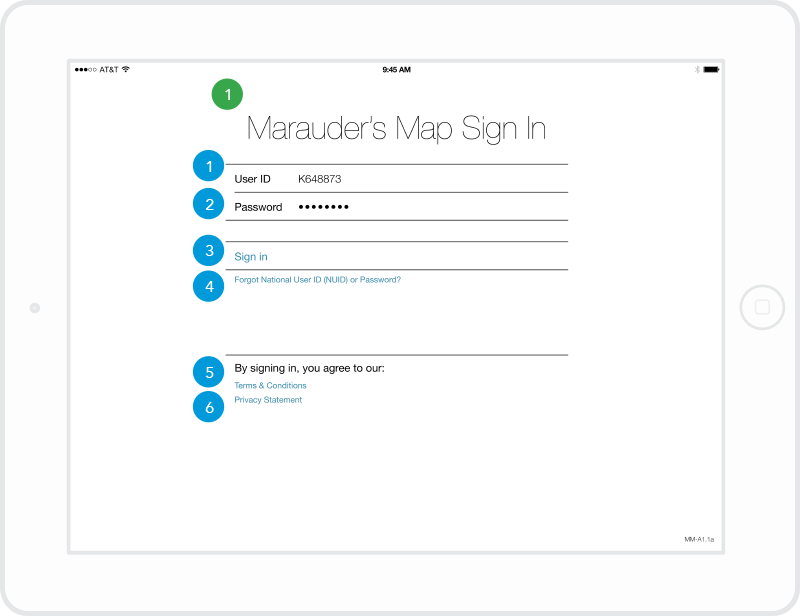 AT&T 9:45 AM
1
Marauder's Map Sign In
1 User ID K648873
2 Password ••••••••
3 Sign in
4 Forgot National User ID (NUID) or Password?
5 By signing in, you agree to our:
Terms & Conditions
6 Privacy Statement
MM-A1.1a